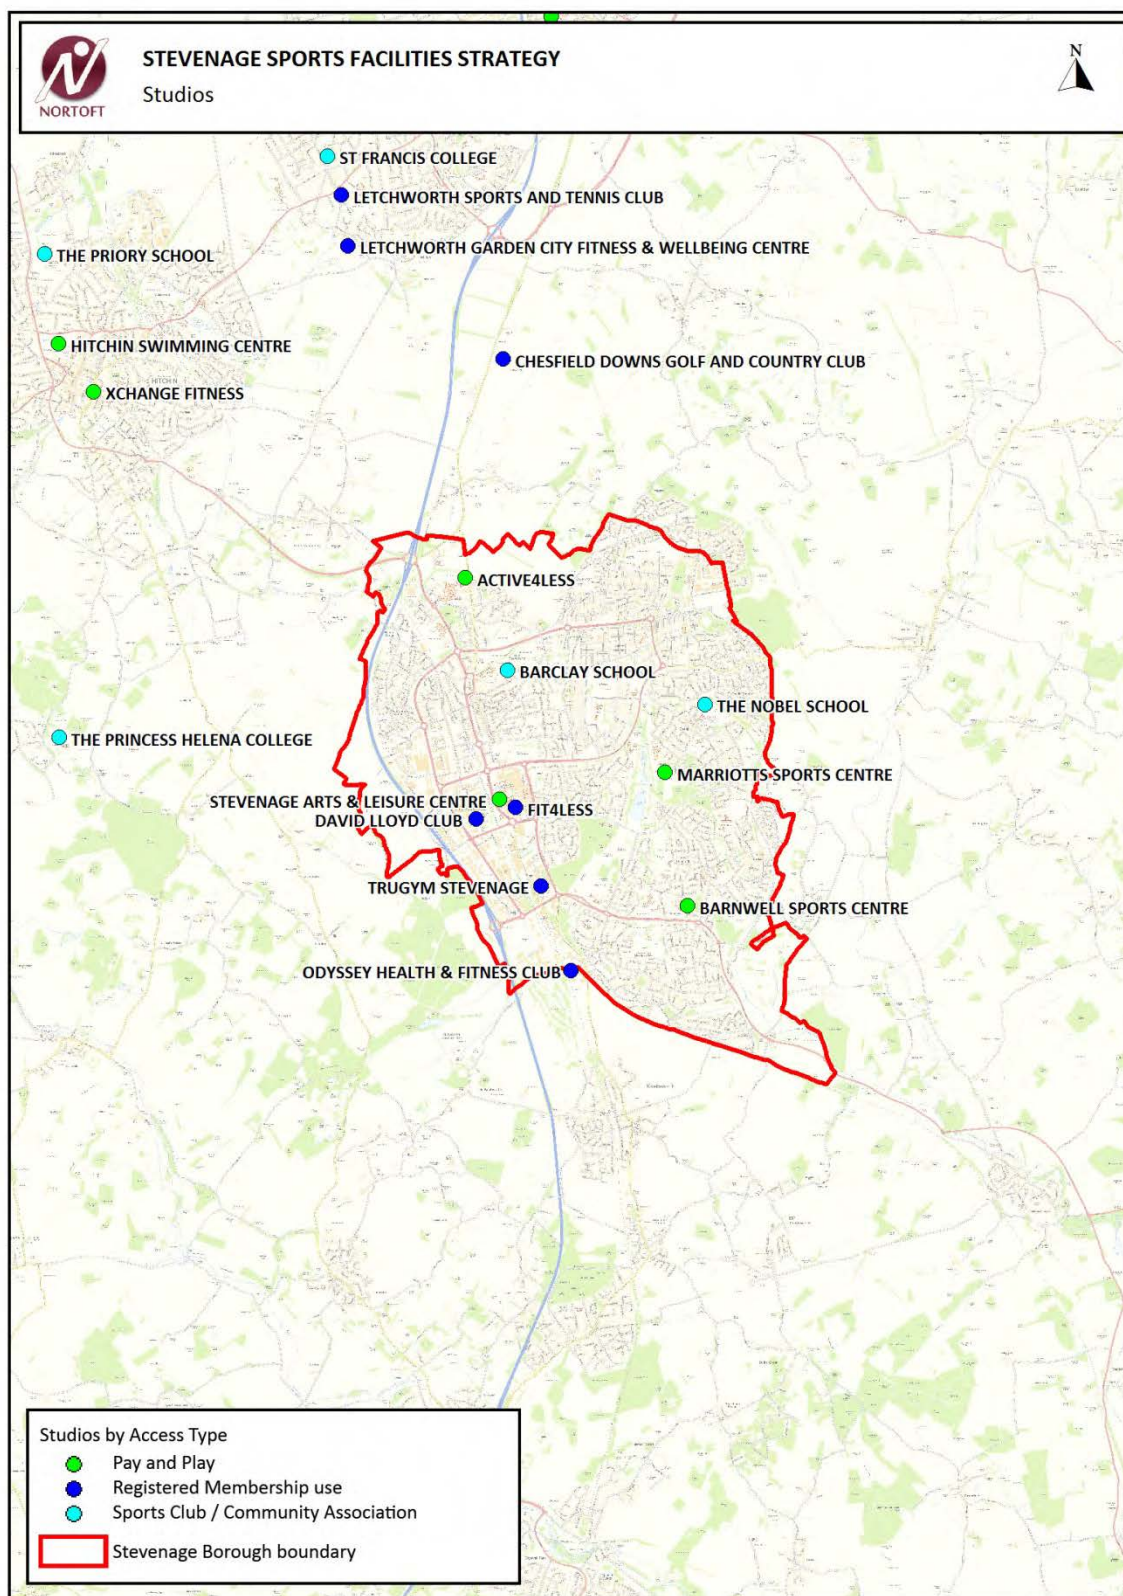 STEVENAGE SPORTS FACILITIES STRATEGY
Studios
NORTOFT
N
ST FRANCIS COLLEGE
LETCHWORTH SPORTS AND TENNIS CLUB
LETCHWORTH GARDEN CITY FITNESS & WELLBEING CENTRE
THE PRIORY SCHOOL
HITCHIN SWIMMING CENTRE
CHESFIELD DOWNS GOLF AND COUNTRY CLUB
HITCHIN
XCHANGE FITNESS
ACTIVE4LESS
BARCLAY SCHOOL
THE NOBEL SCHOOL
THE PRINCESS HELENA COLLEGE
MARRIOTTS SPORTS CENTRE
STEVENAGE ARTS & LEISURE CENTRE
FIT4LESS
DAVID LLOYD CLUB
TRUGYM STEVENAGE
BARNWELL SPORTS CENTRE
ODYSSEY HEALTH & FITNESS CLUB
Studios by Access Type
Pay and Play
Registered Membership use
Sports Club / Community Association
Stevenage Borough boundary